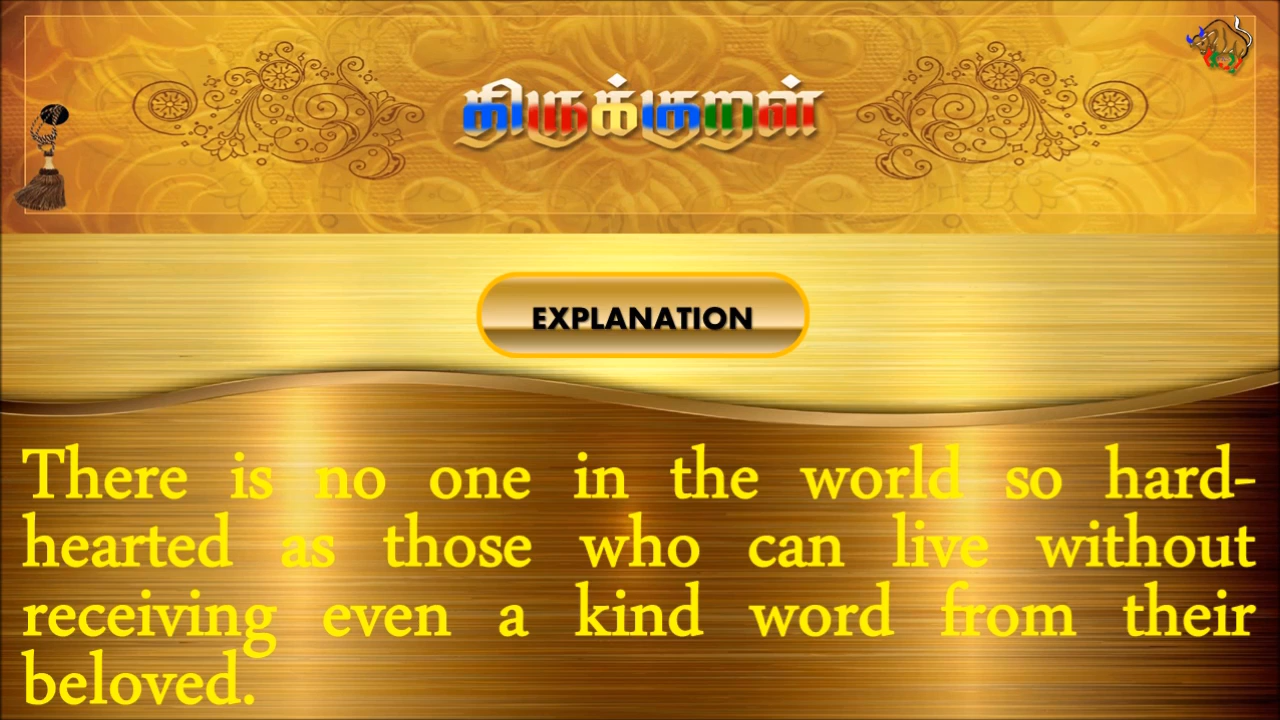 திருக்குறள்
EXPLANATION
There is no one in the world so hard-
hearted as those who can live without
receiving even a kind word from their
beloved.